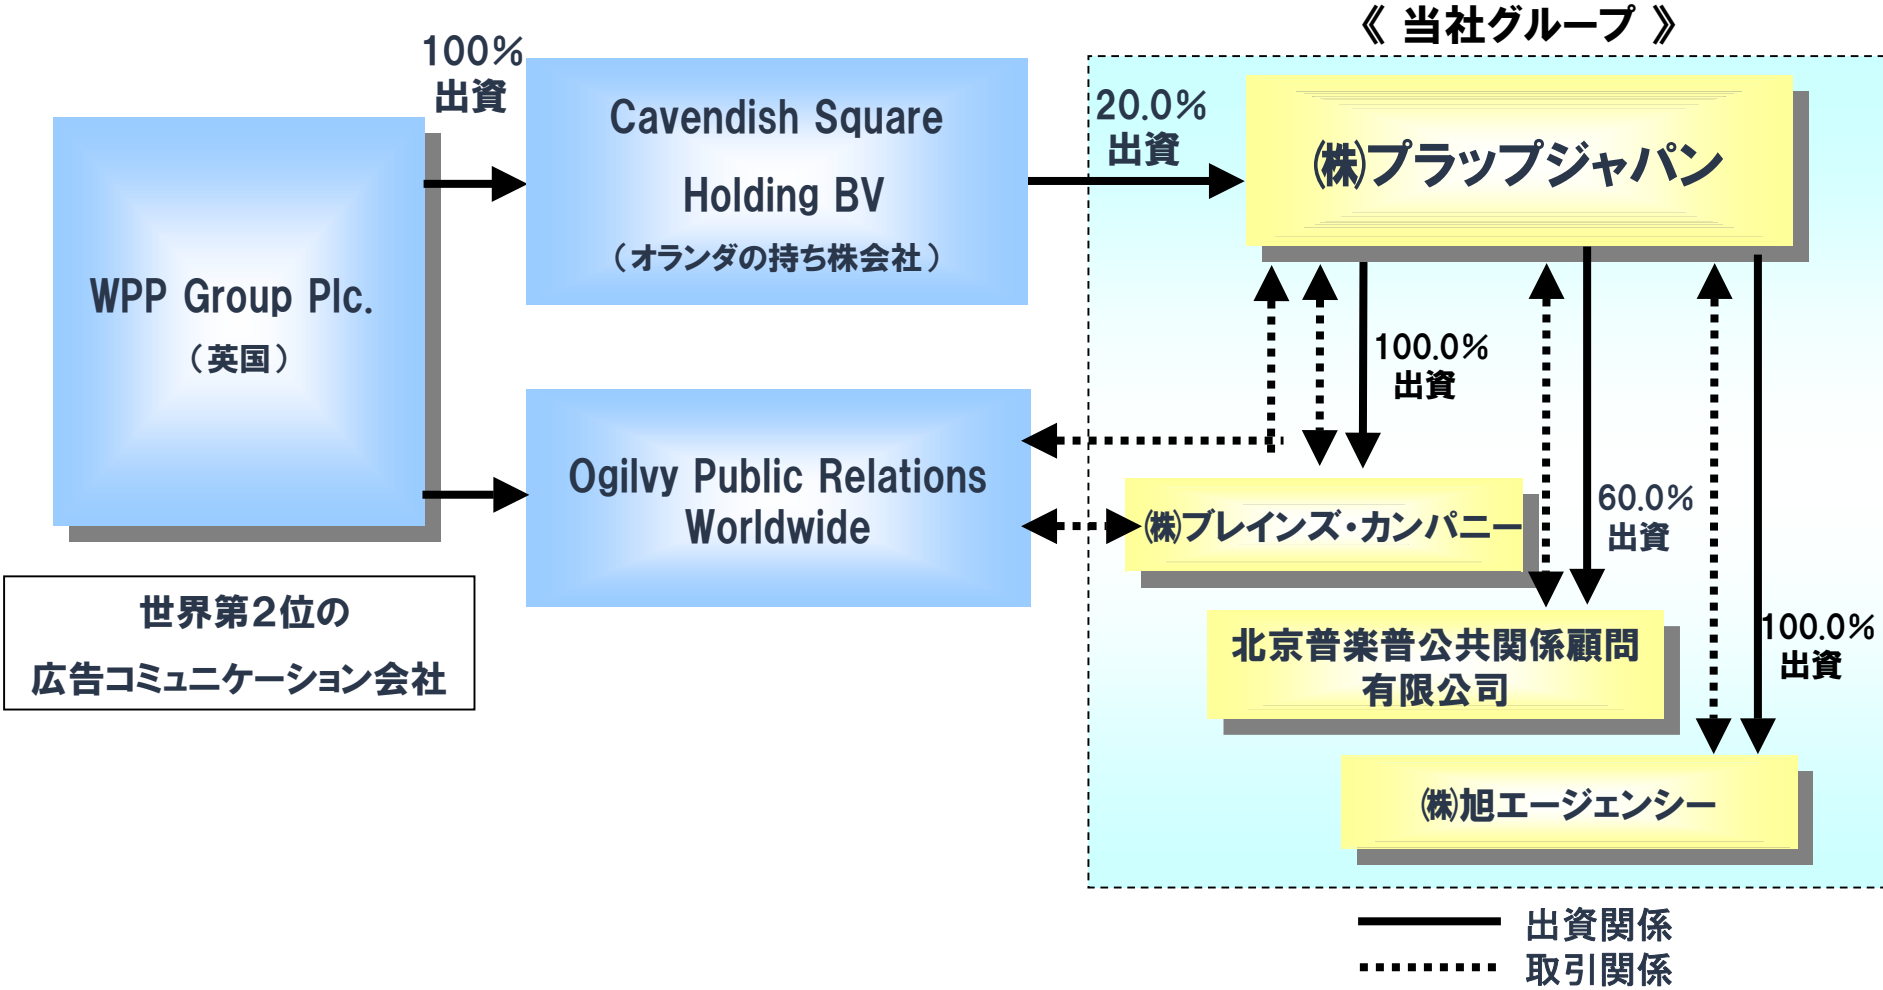 《 当社グループ 》
100%
出資
Cavendish Square
Holding BV
（オランダの持ち株会社）
20.0%
出資
㈱プラップジャパン
WPP Group Plc.
（英国）
100.0%
出資
Ogilvy Public Relations
Worldwide
㈱ブレインズ・カンパニー
60.0%
出資
世界第２位の
広告コミュニケーション会社
北京普楽普公共関係顧問
有限公司
100.0%
出資
㈱旭エージェンシー
出資関係
取引関係